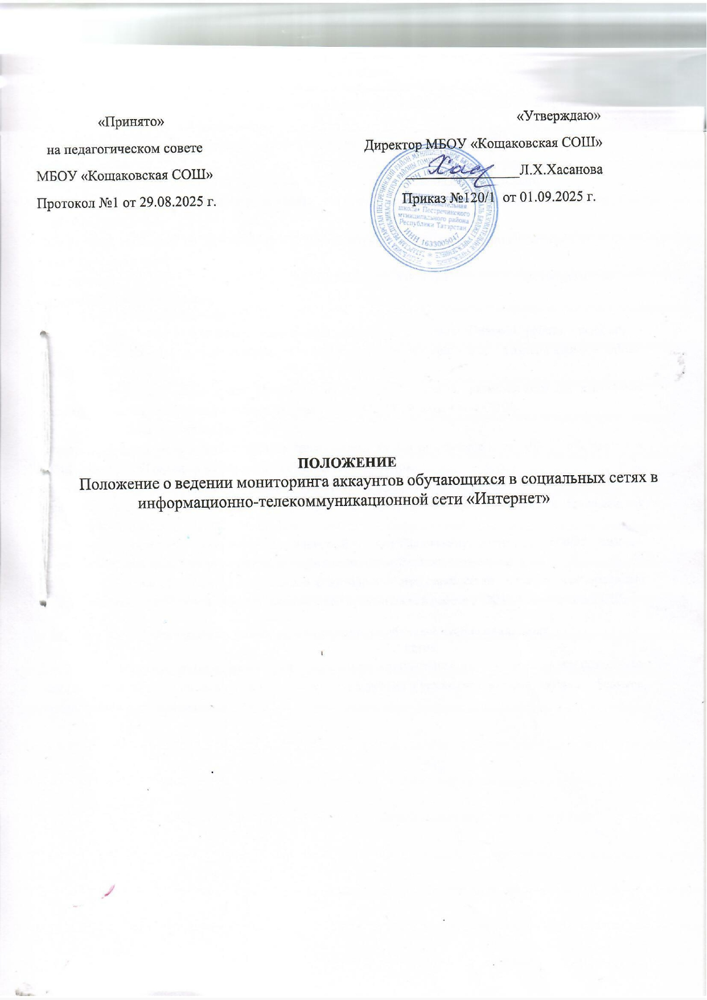 «Принято»
на педагогическом совете
МБОУ «Кощаковская СОШ»
Протокол №1 от 29.08.2025 г.
«Утверждаю»
Директор МБОУ «Кощаковская СОШ»
Л.Х.Хасанова
Приказ №120/1 от 01.09.2025 г.
школа» Пестречинского
муниципального района
Республики Татарстан
ИНН 1633005047
ПОЛОЖЕНИЕ
Положение о ведении мониторинга аккаунтов обучающихся в социальных сетях в
информационно-телекоммуникационной сети «Интернет»